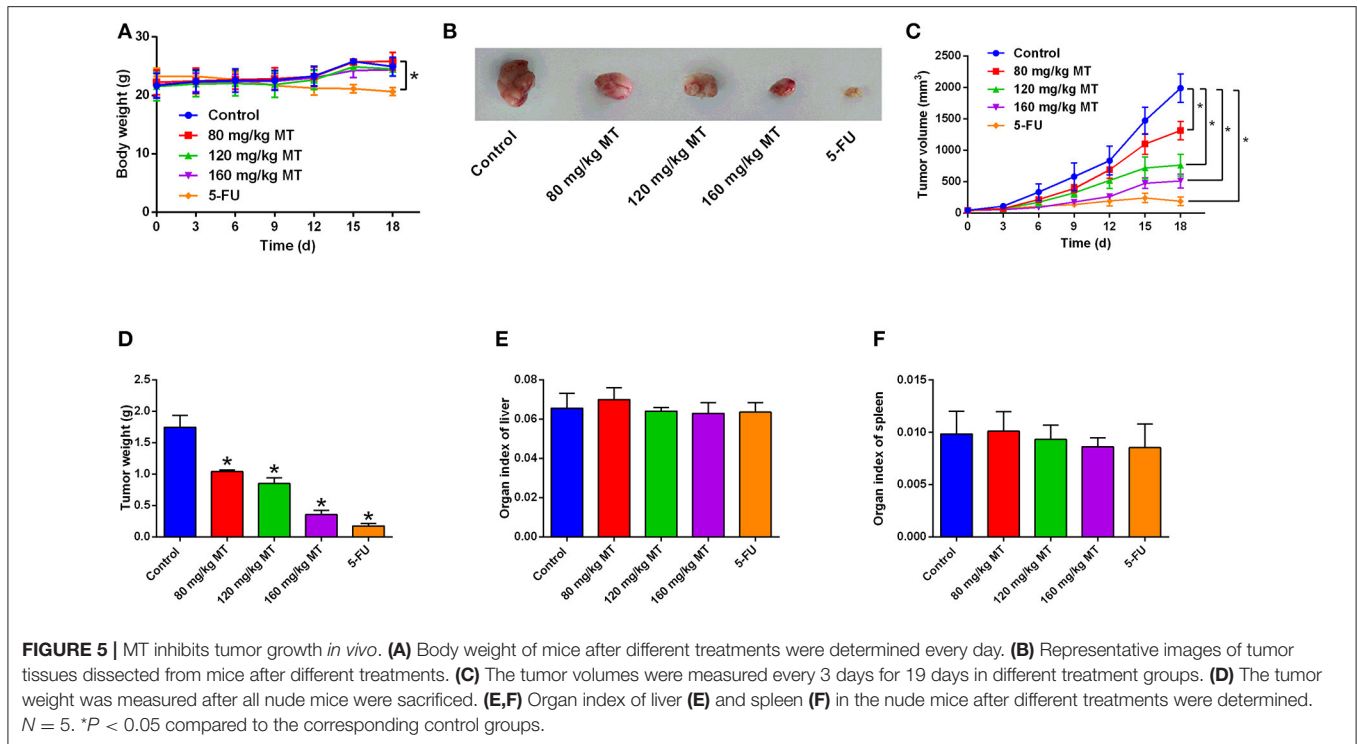 A
Body weight (g)
30
20
10
0
0 3 6 9 12 15 18
Time (d)
Control
80 mg/kg MT
120 mg/kg MT
160 mg/kg MT
5-FU
*
B
Control
80 mg/kg MT
120 mg/kg MT
160 mg/kg MT
5-FU
C
Tumor volume (mm³)
2500
2000
1500
1000
500
0
0 3 6 9 12 15 18
Time (d)
Control
80 mg/kg MT
120 mg/kg MT
160 mg/kg MT
5-FU
* * * *
D
Tumor weight (g)
2.5
2.0
1.5
1.0
0.5
0.0
* * * *
Control
80 mg/kg MT
120 mg/kg MT
160 mg/kg MT
5-FU
E
Organ index of liver
0.08
0.06
0.04
0.02
0.00
Control
80 mg/kg MT
120 mg/kg MT
160 mg/kg MT
5-FU
F
Organ index of spleen
0.015
0.010
0.005
0.000
Control
80 mg/kg MT
120 mg/kg MT
160 mg/kg MT
5-FU
FIGURE 5 | MT inhibits tumor growth in vivo. (A) Body weight of mice after different treatments were determined every day. (B) Representative images of tumor
tissues dissected from mice after different treatments. (C) The tumor volumes were measured every 3 days for 19 days in different treatment groups. (D) The tumor
weight was measured after all nude mice were sacrificed. (E,F) Organ index of liver (E) and spleen (F) in the nude mice after different treatments were determined.
N = 5. *P < 0.05 compared to the corresponding control groups.